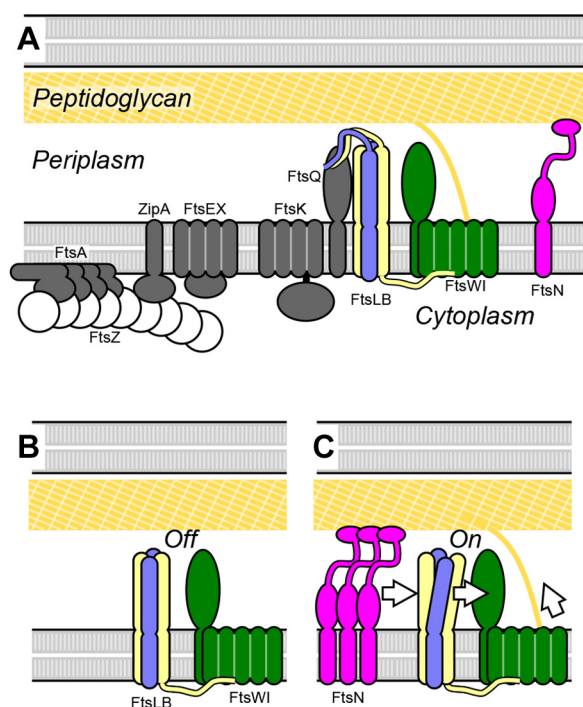 A
Peptidoglycan
Periplasm
FtsQ
ZipA
FtsEX
FtsK
FtsA
FtsLB
FtsWI
FtsN
Cytoplasm
FtsZ
B
C
Off
On
FtsLB
FtsWI
FtsN